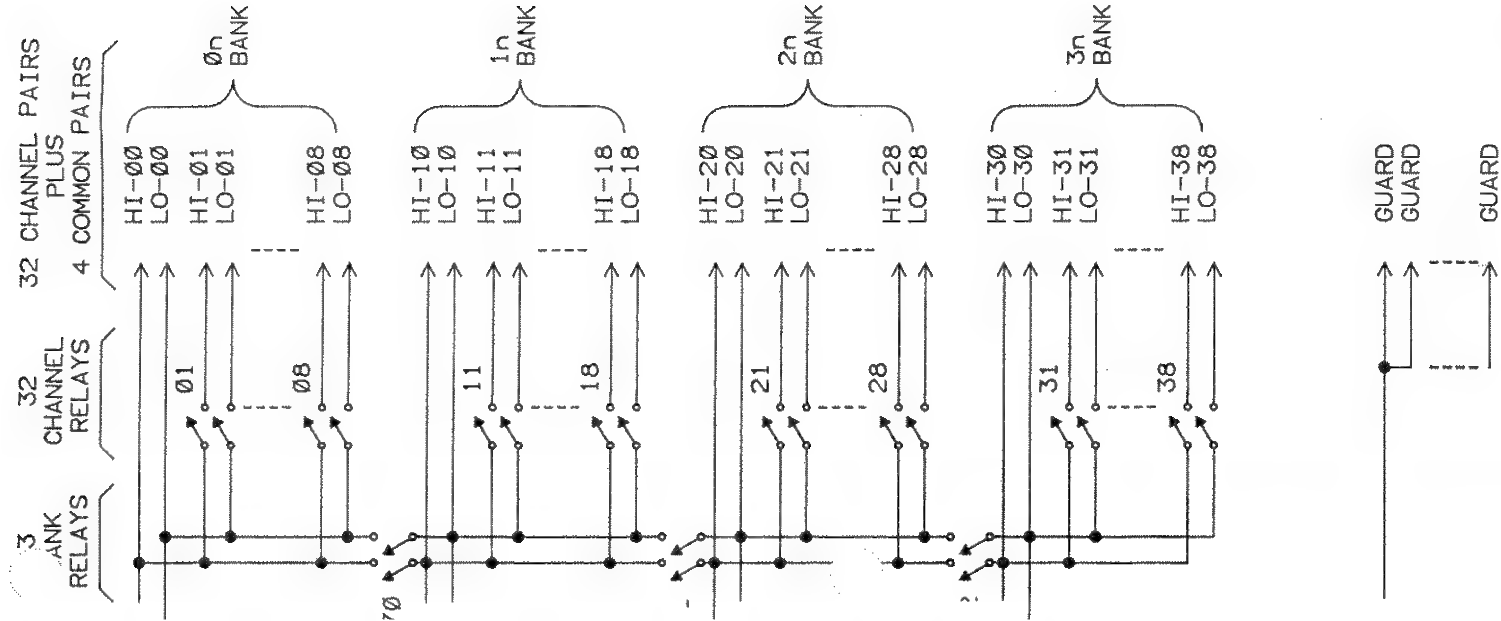 32 CHANNEL PAIRS
PLUS
4 COMMON PAIRS
Øn
BANK
1n
BANK
2n
BANK
3n
BANK
HI-ØØ
LO-ØØ
HI-Ø1
LO-Ø1
HI-Ø8
LO-Ø8
HI-1Ø
LO-1Ø
HI-11
LO-11
HI-18
LO-18
HI-2Ø
LO-2Ø
HI-21
LO-21
HI-28
LO-28
HI-3Ø
LO-3Ø
HI-31
LO-31
HI-38
LO-38
GUARD
GUARD
GUARD
32
CHANNEL
RELAYS
Ø1
Ø8
11
18
21
28
31
38
3
ANK
RELAYS
7Ø